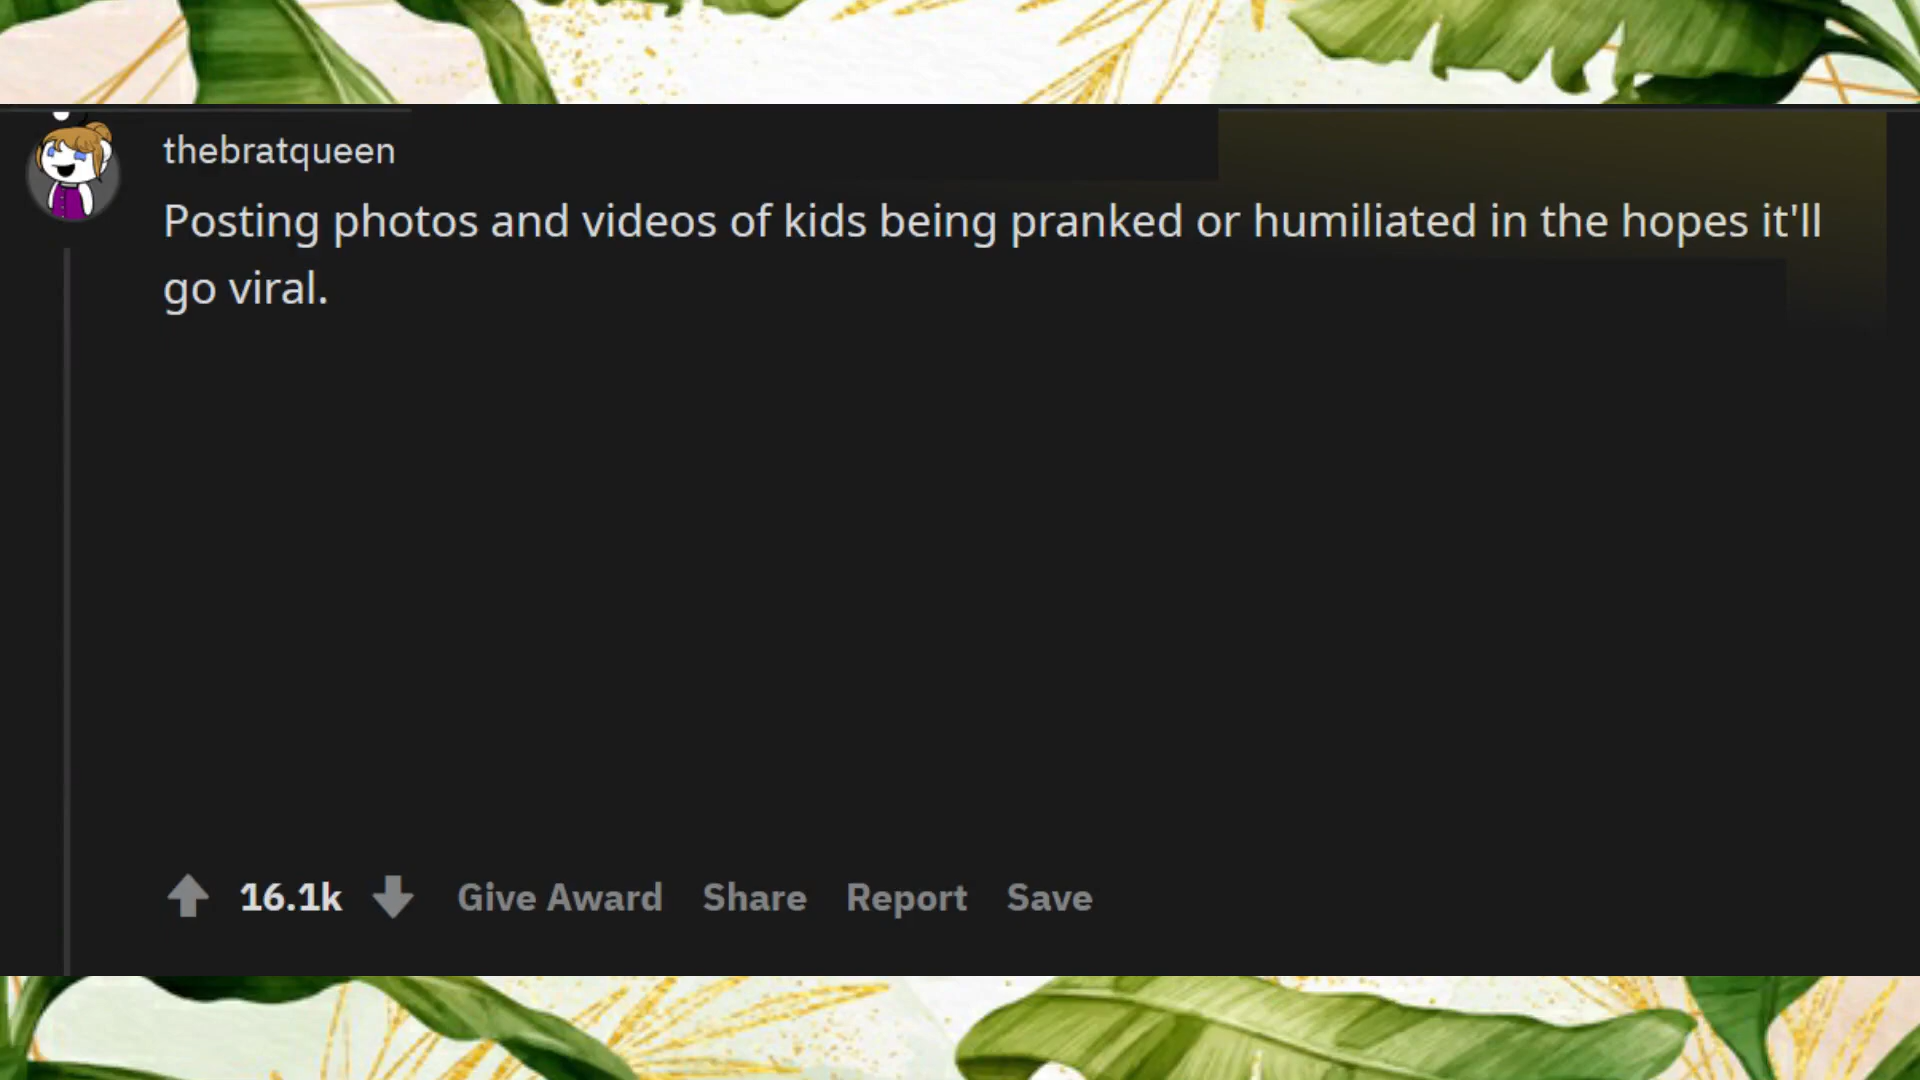 thebratqueen
Posting photos and videos of kids being pranked or humiliated in the hopes it'll
go viral.
16.1k Give Award Share Report Save